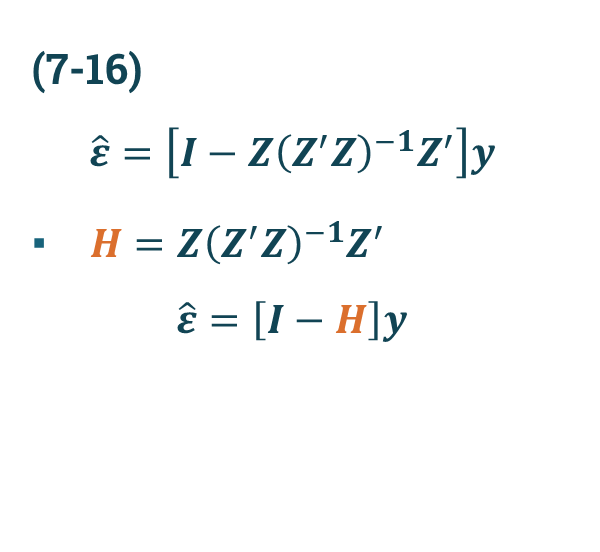 (7-16)
ε̂ = [I − Z(Z′Z)⁻¹Z′]y
▪ H = Z(Z′Z)⁻¹Z′
ε̂ = [I − H]y